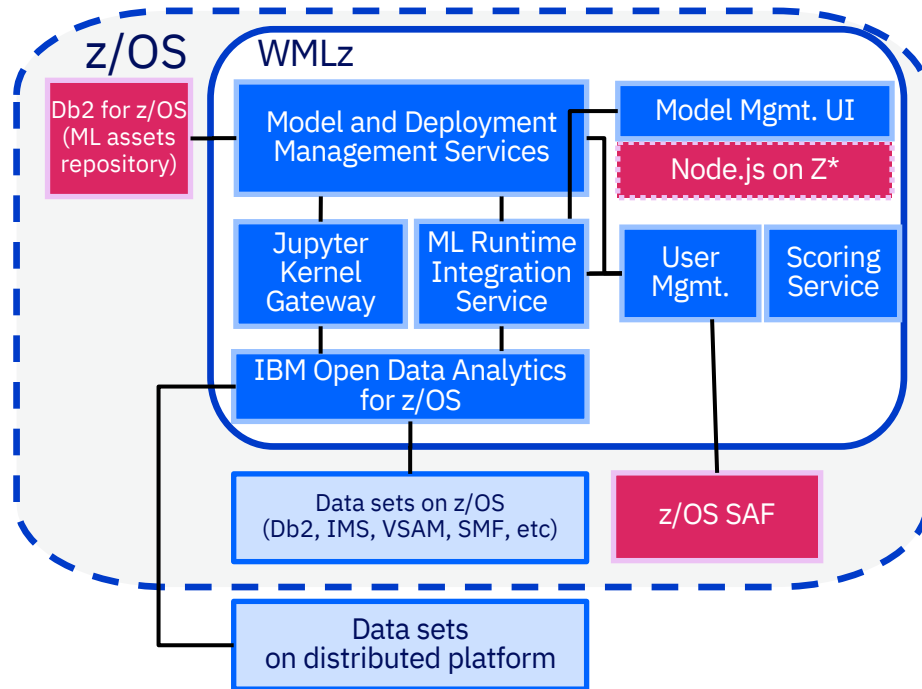 z/OS
WMLz
Db2 for z/OS
(ML assets
repository)
Model and Deployment
Management Services
Model Mgmt. UI
Node.js on Z*
Jupyter
Kernel
Gateway
ML Runtime
Integration
Service
User
Mgmt.
Scoring
Service
IBM Open Data Analytics
for z/OS
Data sets on z/OS
(Db2, IMS, VSAM, SMF, etc)
z/OS SAF
Data sets
on distributed platform